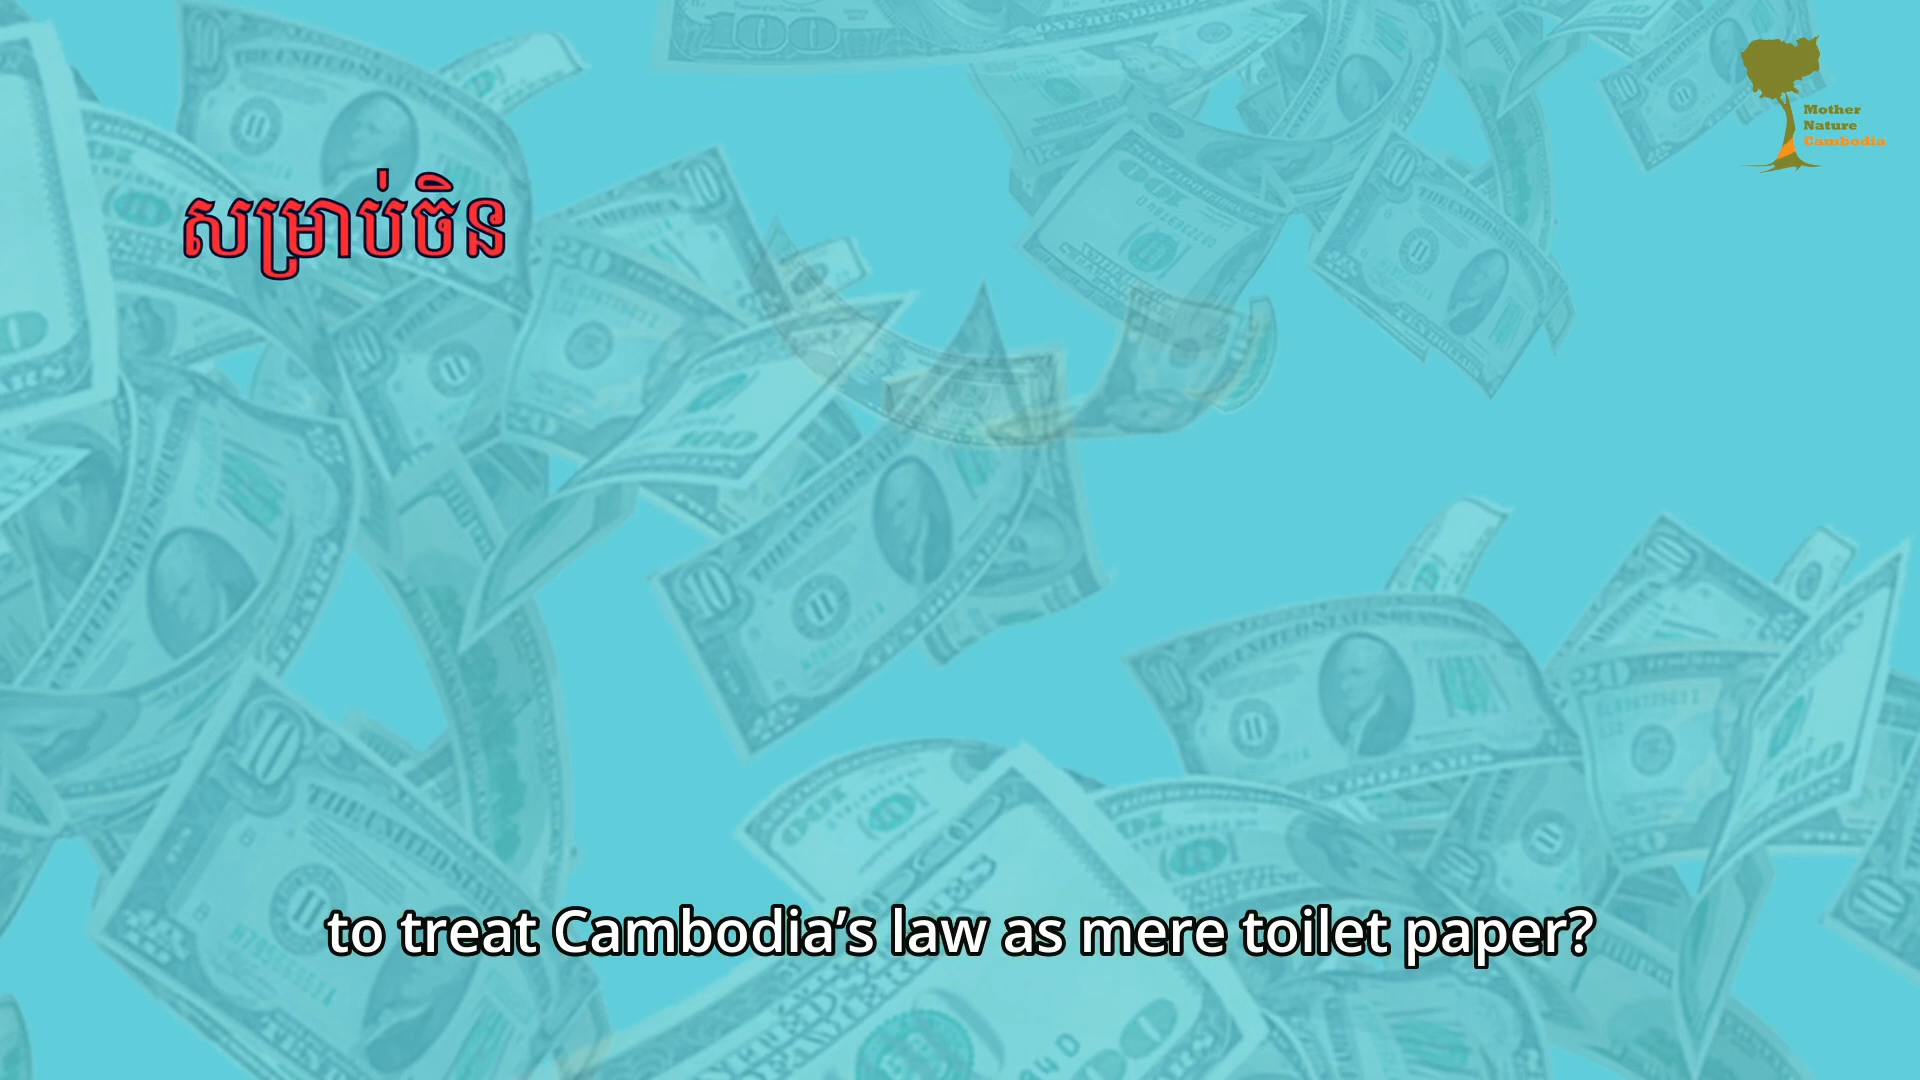 Mother
Nature
Cambodia
សម្រាប់ចិន
to treat Cambodia’s law as mere toilet paper?